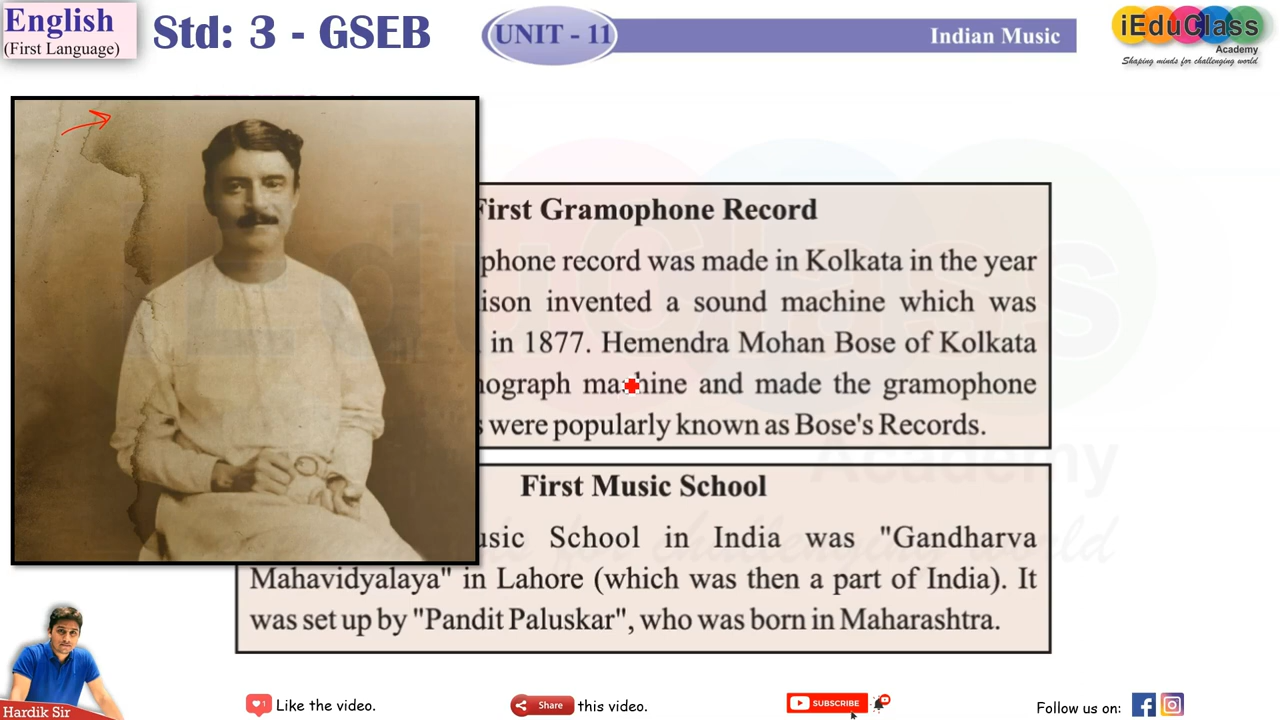 English
(First Language)
Std: 3 - GSEB
UNIT - 11
Indian Music
iEduClass
Academy
Shaping minds for challenging world
First Gramophone Record
phone record was made in Kolkata in the year
ison invented a sound machine which was
in 1877. Hemendra Mohan Bose of Kolkata
nograph machine and made the gramophone
s were popularly known as Bose's Records.
First Music School
usic School in India was "Gandharva
Mahavidyalaya" in Lahore (which was then a part of India). It
was set up by "Pandit Paluskar", who was born in Maharashtra.
Hardik Sir
1
Like the video.
Share
this video.
SUBSCRIBE
Follow us on: